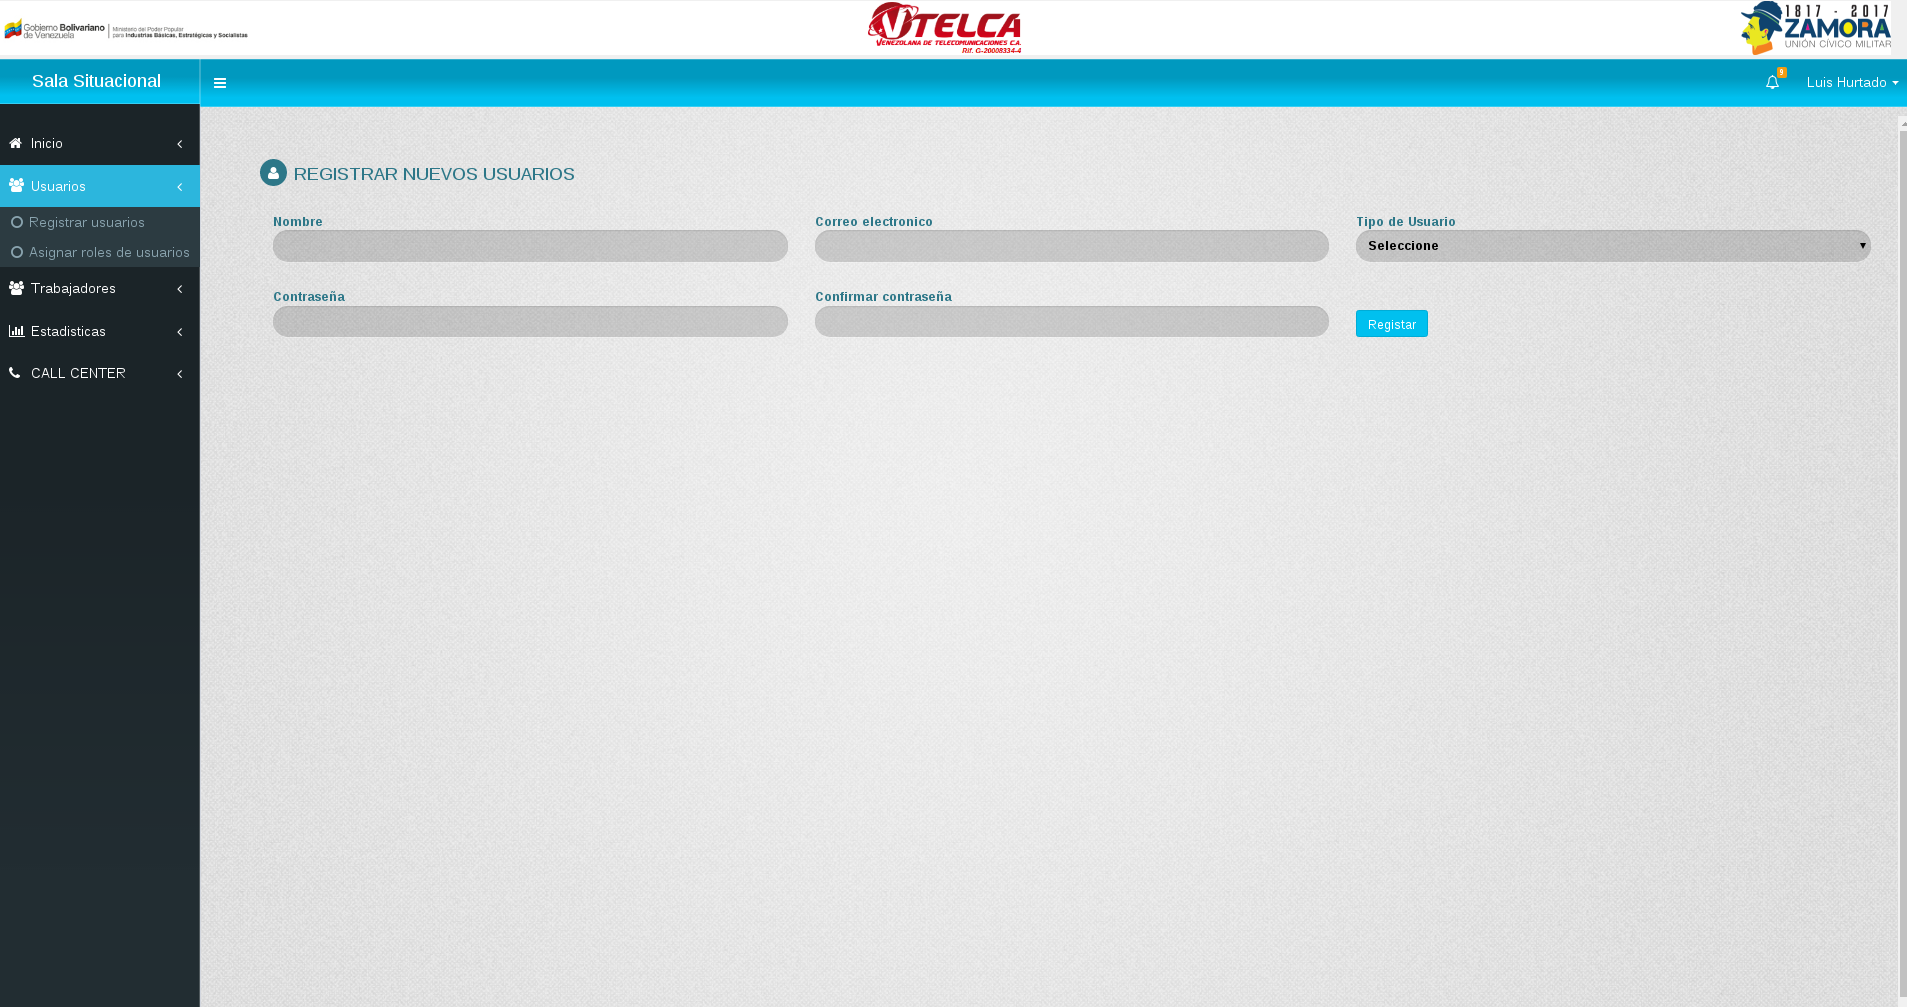 Gobierno Bolivariano
de Venezuela
Ministerio del Poder Popular
para Industrias Básicas, Estratégicas y Socialistas
VTELCA
VENEZOLANA DE TELECOMUNICACIONES C.A.
Rif. G-20008334-4
1817 - 2017
ZAMORA
UNIÓN CÍVICO MILITAR
Sala Situacional
9
Luis Hurtado
Inicio
Usuarios
Registrar usuarios
Asignar roles de usuarios
Trabajadores
Estadisticas
CALL CENTER
REGISTRAR NUEVOS USUARIOS
Nombre
Correo electronico
Tipo de Usuario
Seleccione
Contraseña
Confirmar contraseña
Registar